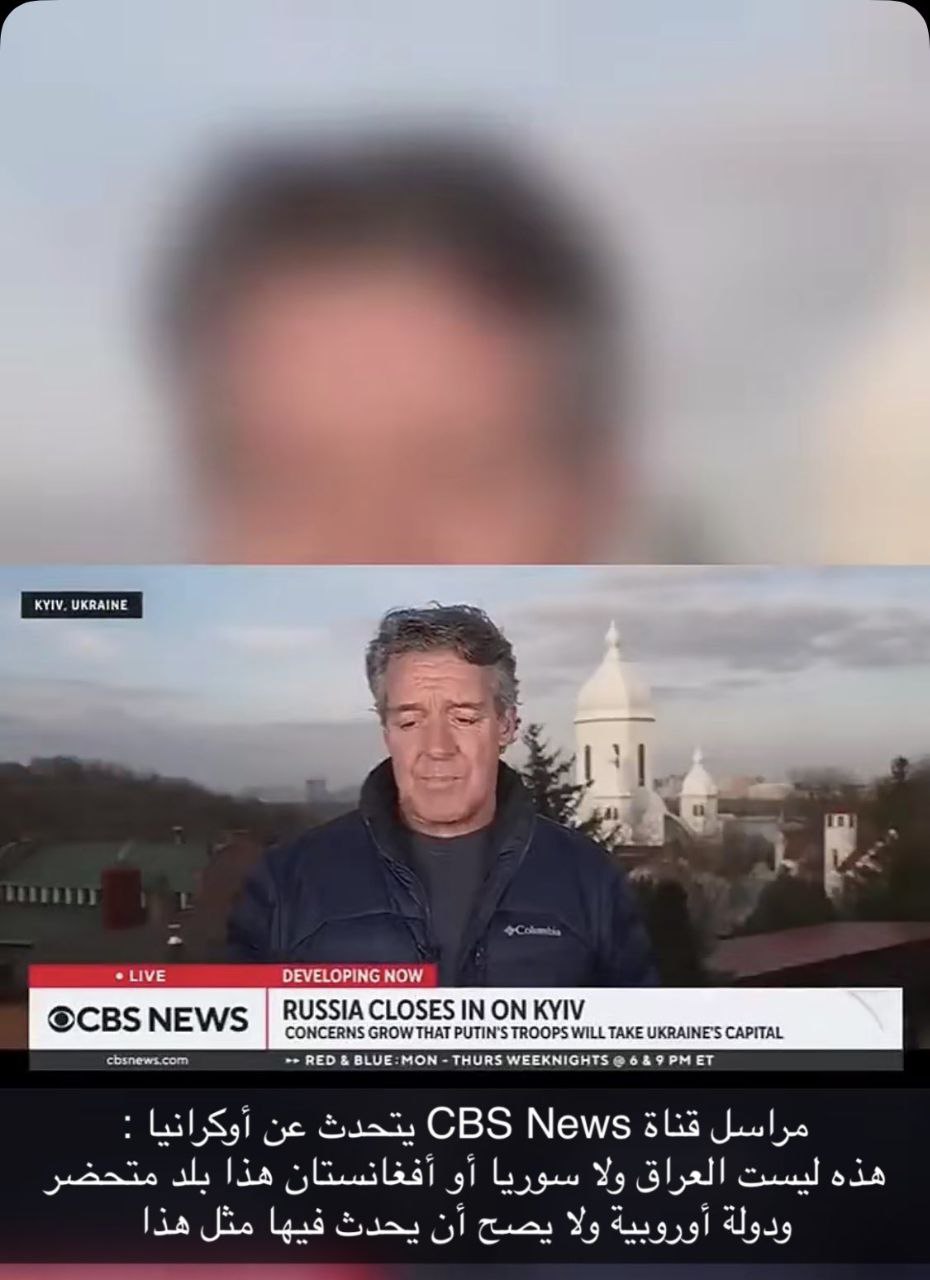 KYIV, UKRAINE
Columbia
• LIVE
DEVELOPING NOW
CBS NEWS
RUSSIA CLOSES IN ON KYIV
CONCERNS GROW THAT PUTIN'S TROOPS WILL TAKE UKRAINE'S CAPITAL
cbsnews.com
RED & BLUE: MON - THURS WEEKNIGHTS @ 6 & 9 PM ET
مراسل قناة CBS News يتحدث عن أوكرانيا :
هذه ليست العراق ولا سوريا أو أفغانستان هذا بلد متحضر
ودولة أوروبية ولا يصح أن يحدث فيها مثل هذا